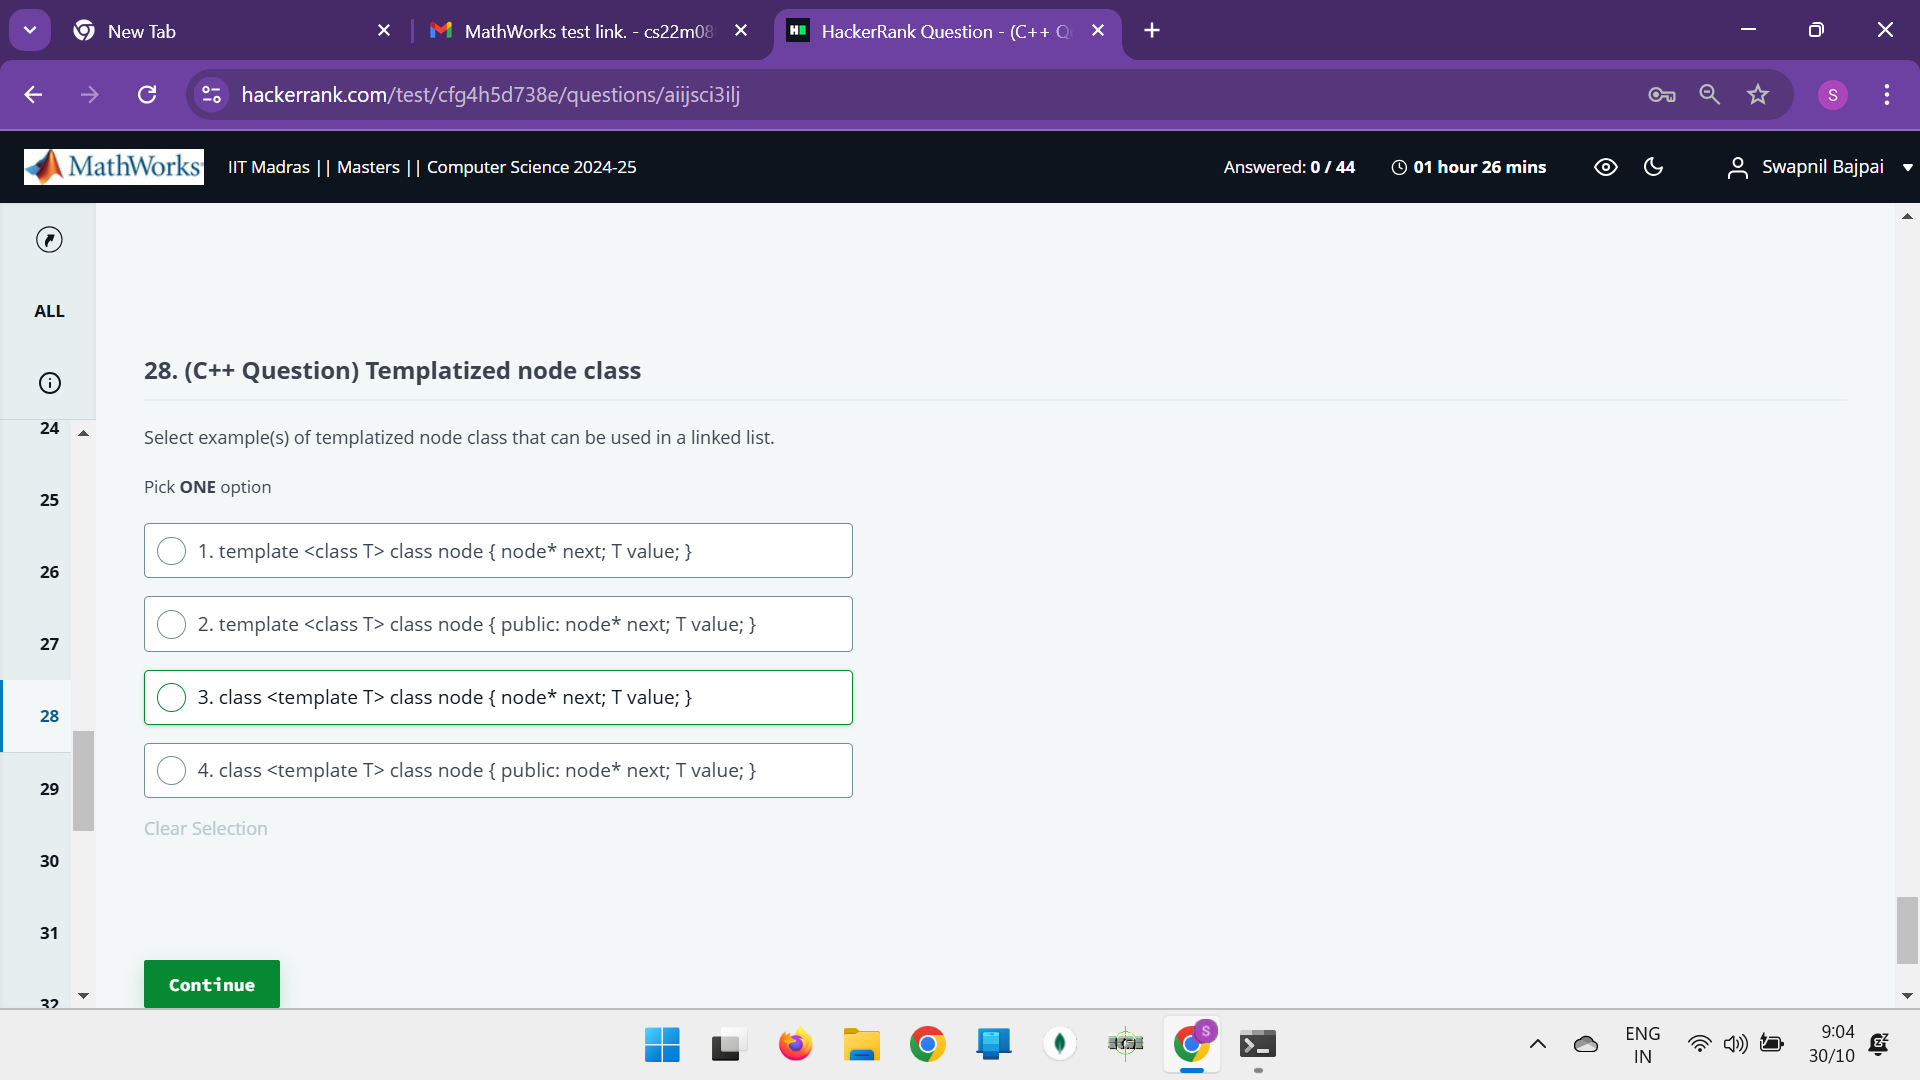 New Tab
MathWorks test link. - cs22m08
HackerRank Question - (C++ Q
hackerrank.com/test/cfg4h5d738e/questions/aiijsci3ilj
S
MathWorks
IIT Madras || Masters || Computer Science 2024-25
Answered: 0 / 44
01 hour 26 mins
Swapnil Bajpai
ALL
24
25
26
27
28
29
30
31
32
28. (C++ Question) Templatized node class
Select example(s) of templatized node class that can be used in a linked list.
Pick ONE option
1. template <class T> class node { node* next; T value; }
2. template <class T> class node { public: node* next; T value; }
3. class <template T> class node { node* next; T value; }
4. class <template T> class node { public: node* next; T value; }
Clear Selection
Continue
S
ENG
IN
9:04
30/10